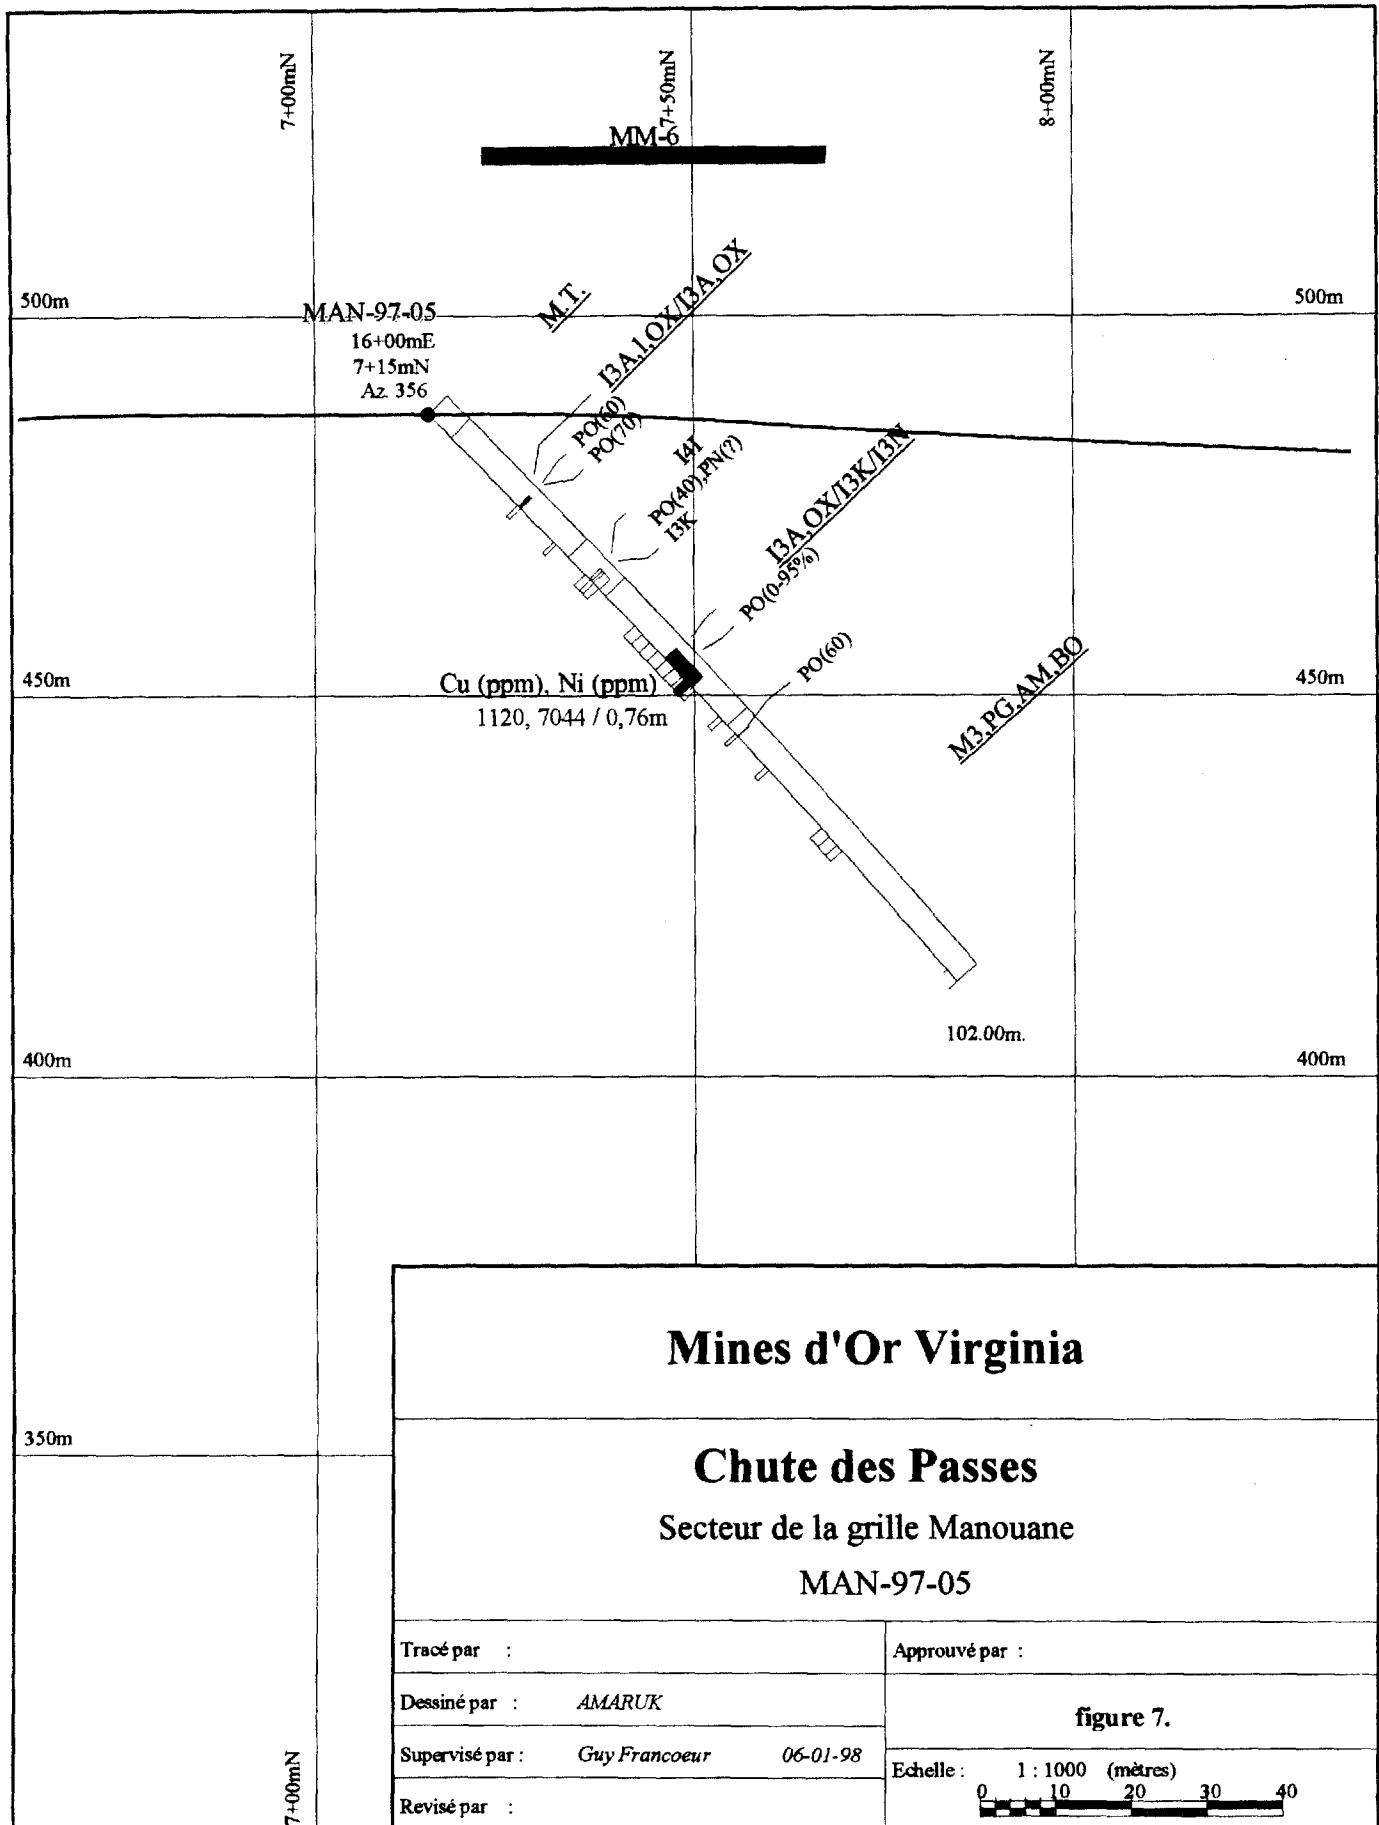 7+00mN
7+50mN
8+00mN
MM-6
500m
500m
MAN-97-05
16+00mE
7+15mN
Az. 356
M.T.
I3A,1,OX/I3A,OX
PO(60)
PO(70)
I4I
PO(40),PN(?)
I3K
I3A,OX/I3K/I3N
PO(0-95%)
PO(60)
M3,PG,AM,BO
450m
450m
Cu (ppm), Ni (ppm)
1120, 7044 / 0,76m
102.00m.
400m
400m
350m
Mines d'Or Virginia
Chute des Passes
Secteur de la grille Manouane
MAN-97-05
Tracé par :
Approuvé par :
Dessiné par : AMARUK
figure 7.
Supervisé par : Guy Francoeur 06-01-98
Echelle : 1 : 1000 (mètres)
0 10 20 30 40
Revisé par :
7+00mN